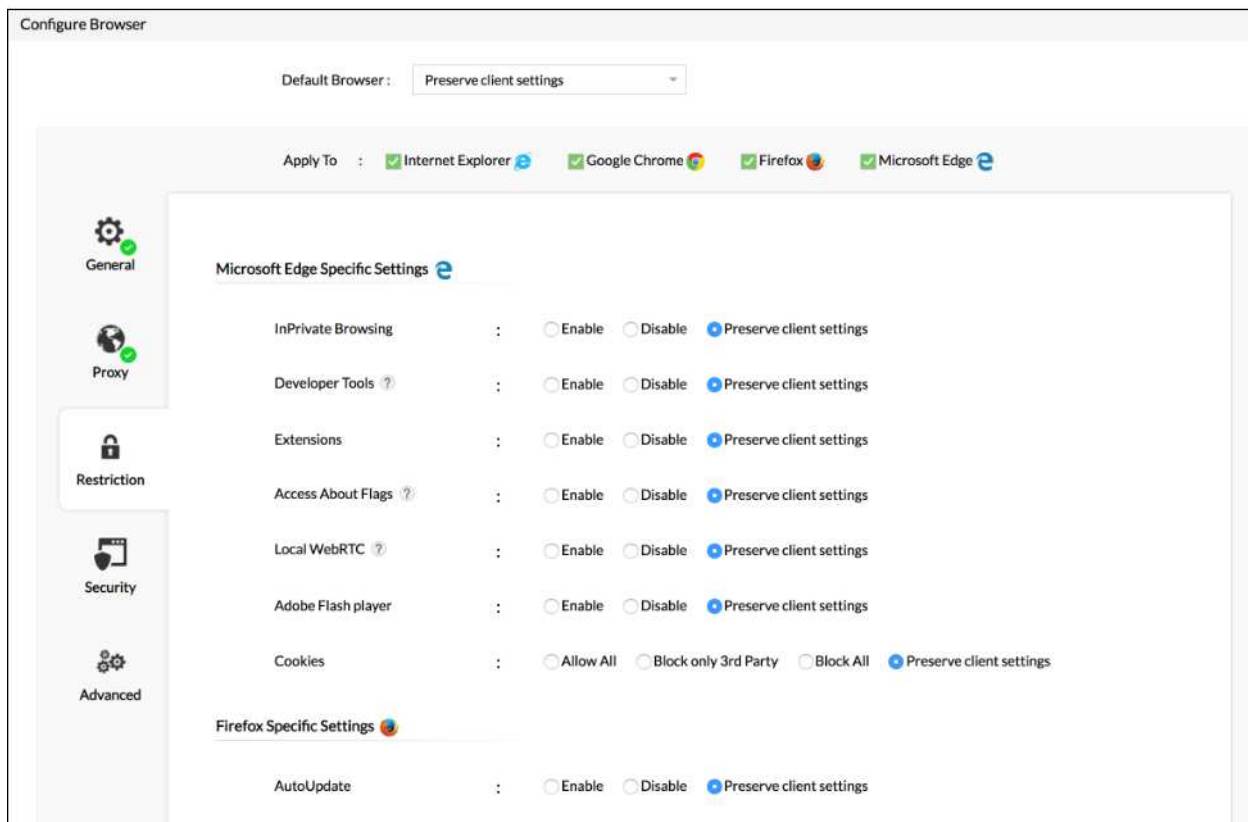 Configure Browser
Default Browser : Preserve client settings
Apply To : Internet Explorer Google Chrome Firefox Microsoft Edge
General
Proxy
Restriction
Security
Advanced
Microsoft Edge Specific Settings
InPrivate Browsing : Enable Disable Preserve client settings
Developer Tools ? : Enable Disable Preserve client settings
Extensions : Enable Disable Preserve client settings
Access About Flags ? : Enable Disable Preserve client settings
Local WebRTC ? : Enable Disable Preserve client settings
Adobe Flash player : Enable Disable Preserve client settings
Cookies : Allow All Block only 3rd Party Block All Preserve client settings
Firefox Specific Settings
AutoUpdate : Enable Disable Preserve client settings